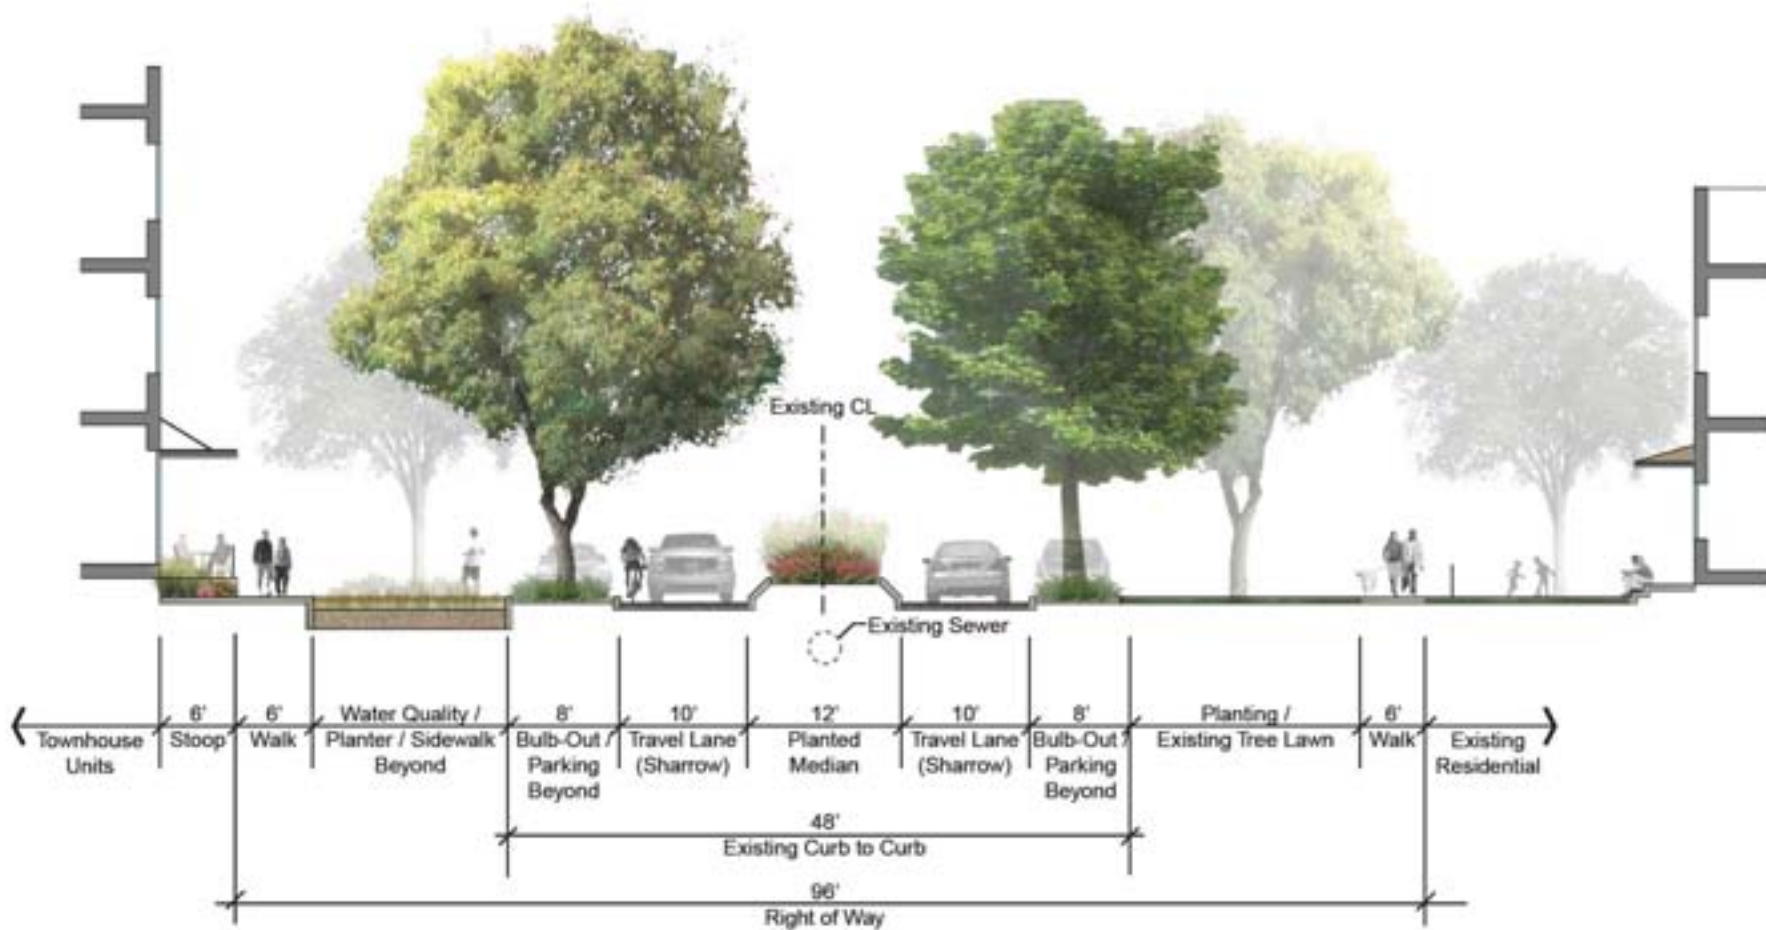 Existing CL
Existing Sewer
6'
6'
Water Quality /
8'
10'
12'
10'
8'
Planting /
6'
Townhouse
Units
Stoop
Walk
Planter / Sidewalk
Beyond
Bulb-Out /
Parking
Beyond
Travel Lane
(Sharrow)
Planted
Median
Travel Lane
(Sharrow)
Bulb-Out /
Parking
Beyond
Existing Tree Lawn
Walk
Existing
Residential
48'
Existing Curb to Curb
96'
Right of Way